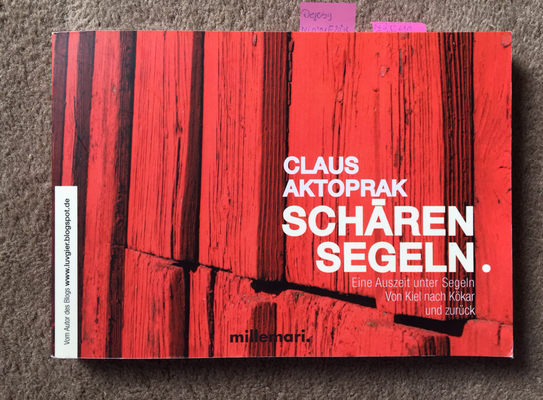 CLAUS
AKTOPRAK
SCHÄREN
SEGELN.
Eine Auszeit unter Segeln
Von Kiel nach Kökar
und zurück
millemari.
Vom Autor des Blogs www.luvgier.blogspot.de